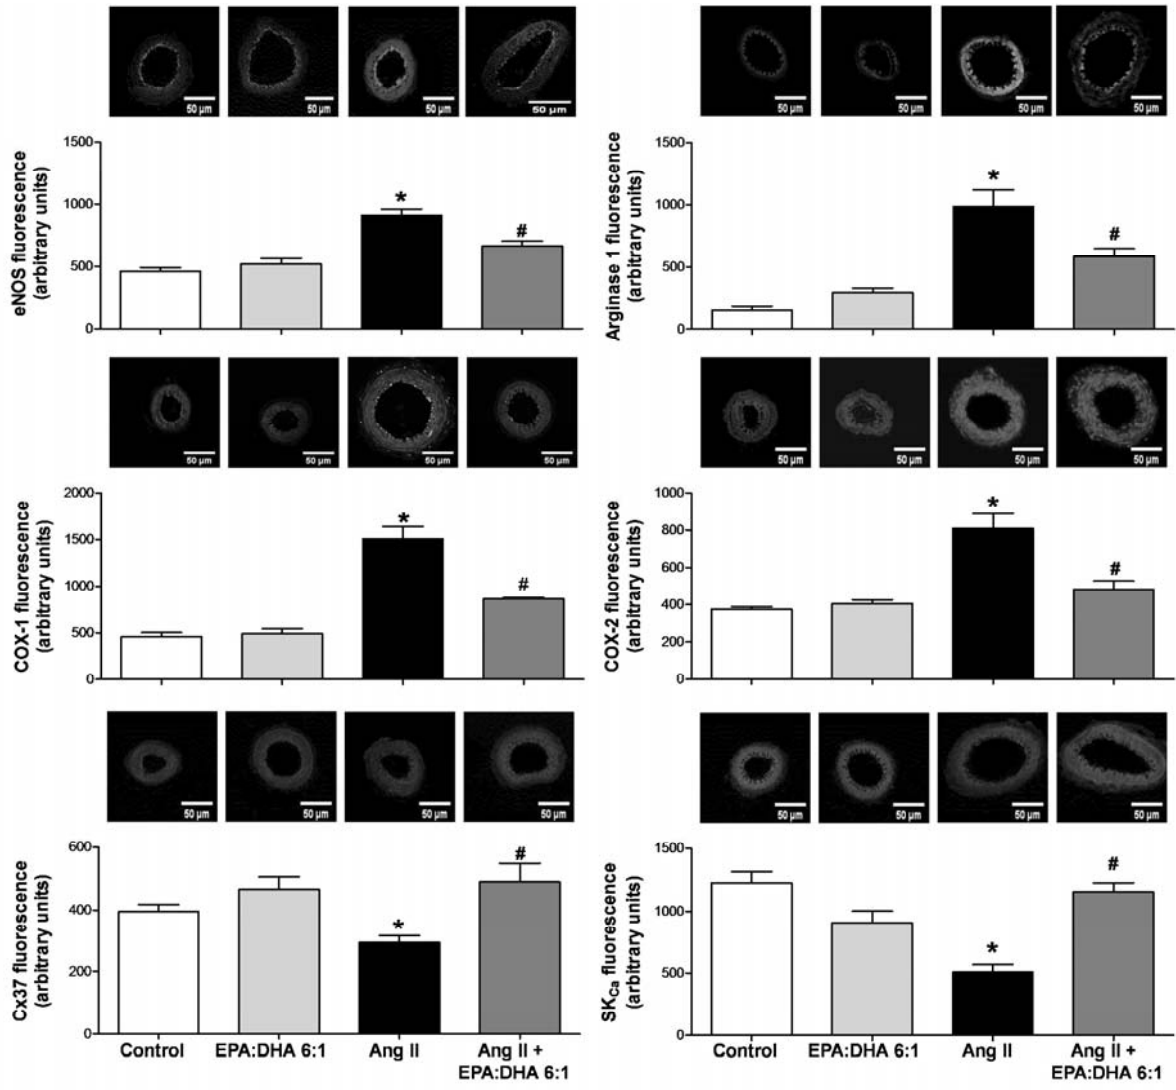 50 µm 50 µm 50 µm 50 µm
50 µm 50 µm 50 µm 50 µm
eNOS fluorescence
(arbitrary units)
1500
1000
500
0
*
#
Arginase 1 fluorescence
(arbitrary units)
1500
1000
500
0
*
#
50 µm 50 µm 50 µm 50 µm
50 µm 50 µm 50 µm 50 µm
COX-1 fluorescence
(arbitrary units)
2000
1500
1000
500
0
*
#
COX-2 fluorescence
(arbitrary units)
1000
800
600
400
200
0
*
#
50 µm 50 µm 50 µm 50 µm
50 µm 50 µm 50 µm 50 µm
Cx37 fluorescence
(arbitrary units)
600
400
200
0
*
#
Control EPA:DHA 6:1 Ang II Ang II +
EPA:DHA 6:1
SKCa fluorescence
(arbitrary units)
1500
1000
500
0
*
#
Control EPA:DHA 6:1 Ang II Ang II +
EPA:DHA 6:1